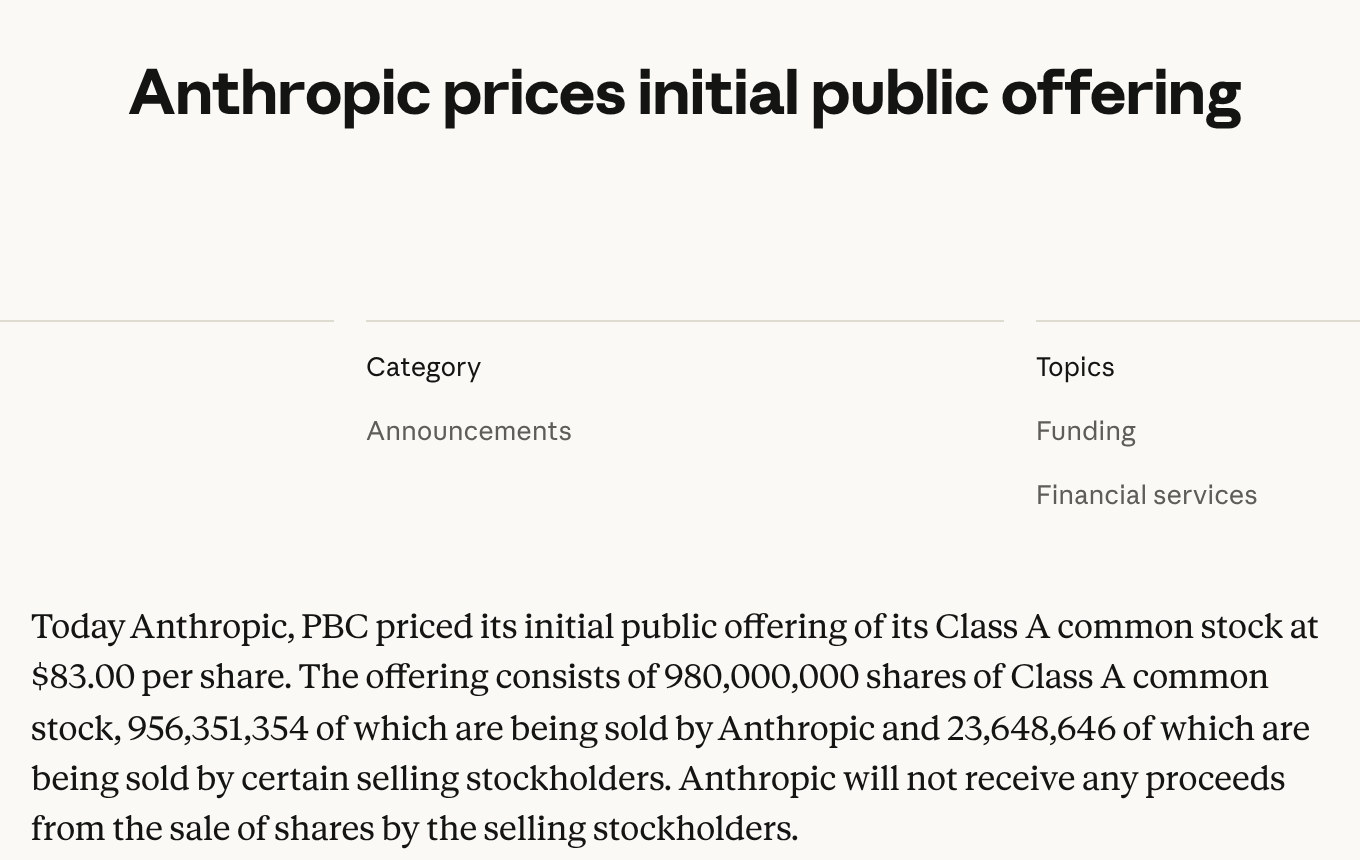 Anthropic prices initial public offering
Category
Announcements
Topics
Funding
Financial services
Today Anthropic, PBC priced its initial public offering of its Class A common stock at
$83.00 per share. The offering consists of 980,000,000 shares of Class A common
stock, 956,351,354 of which are being sold by Anthropic and 23,648,646 of which are
being sold by certain selling stockholders. Anthropic will not receive any proceeds
from the sale of shares by the selling stockholders.